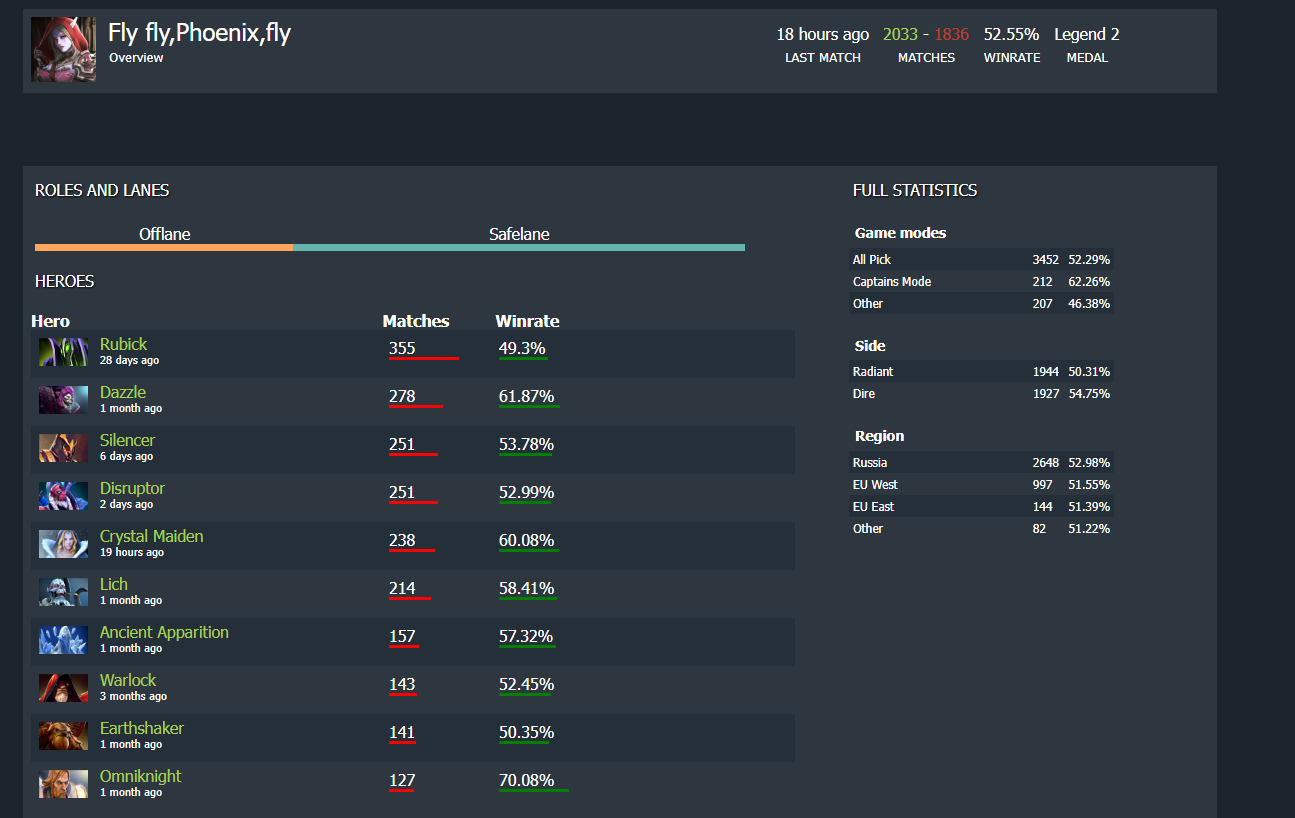 Fly fly,Phoenix,fly
Overview
18 hours ago 2033 - 1836 52.55% Legend 2
LAST MATCH MATCHES WINRATE MEDAL
ROLES AND LANES
Offlane Safelane
HEROES
Hero Matches Winrate
Rubick 355 49.3%
28 days ago
Dazzle 278 61.87%
1 month ago
Silencer 251 53.78%
6 days ago
Disruptor 251 52.99%
2 days ago
Crystal Maiden 238 60.08%
19 hours ago
Lich 214 58.41%
1 month ago
Ancient Apparition 157 57.32%
1 month ago
Warlock 143 52.45%
3 months ago
Earthshaker 141 50.35%
1 month ago
Omniknight 127 70.08%
1 month ago
FULL STATISTICS
Game modes
All Pick 3452 52.29%
Captains Mode 212 62.26%
Other 207 46.38%
Side
Radiant 1944 50.31%
Dire 1927 54.75%
Region
Russia 2648 52.98%
EU West 997 51.55%
EU East 144 51.39%
Other 82 51.22%